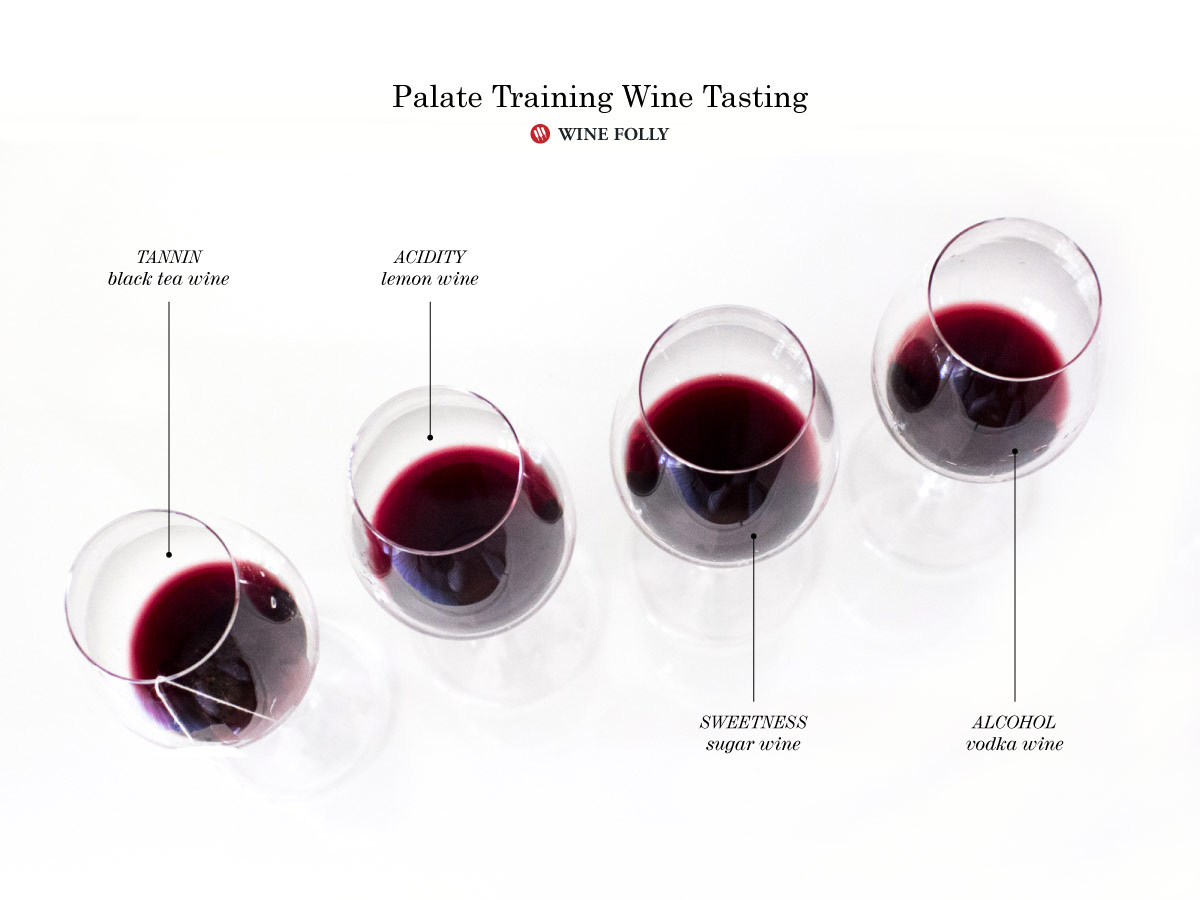 Palate Training Wine Tasting
WINE FOLLY
TANNIN
black tea wine
ACIDITY
lemon wine
SWEETNESS
sugar wine
ALCOHOL
vodka wine